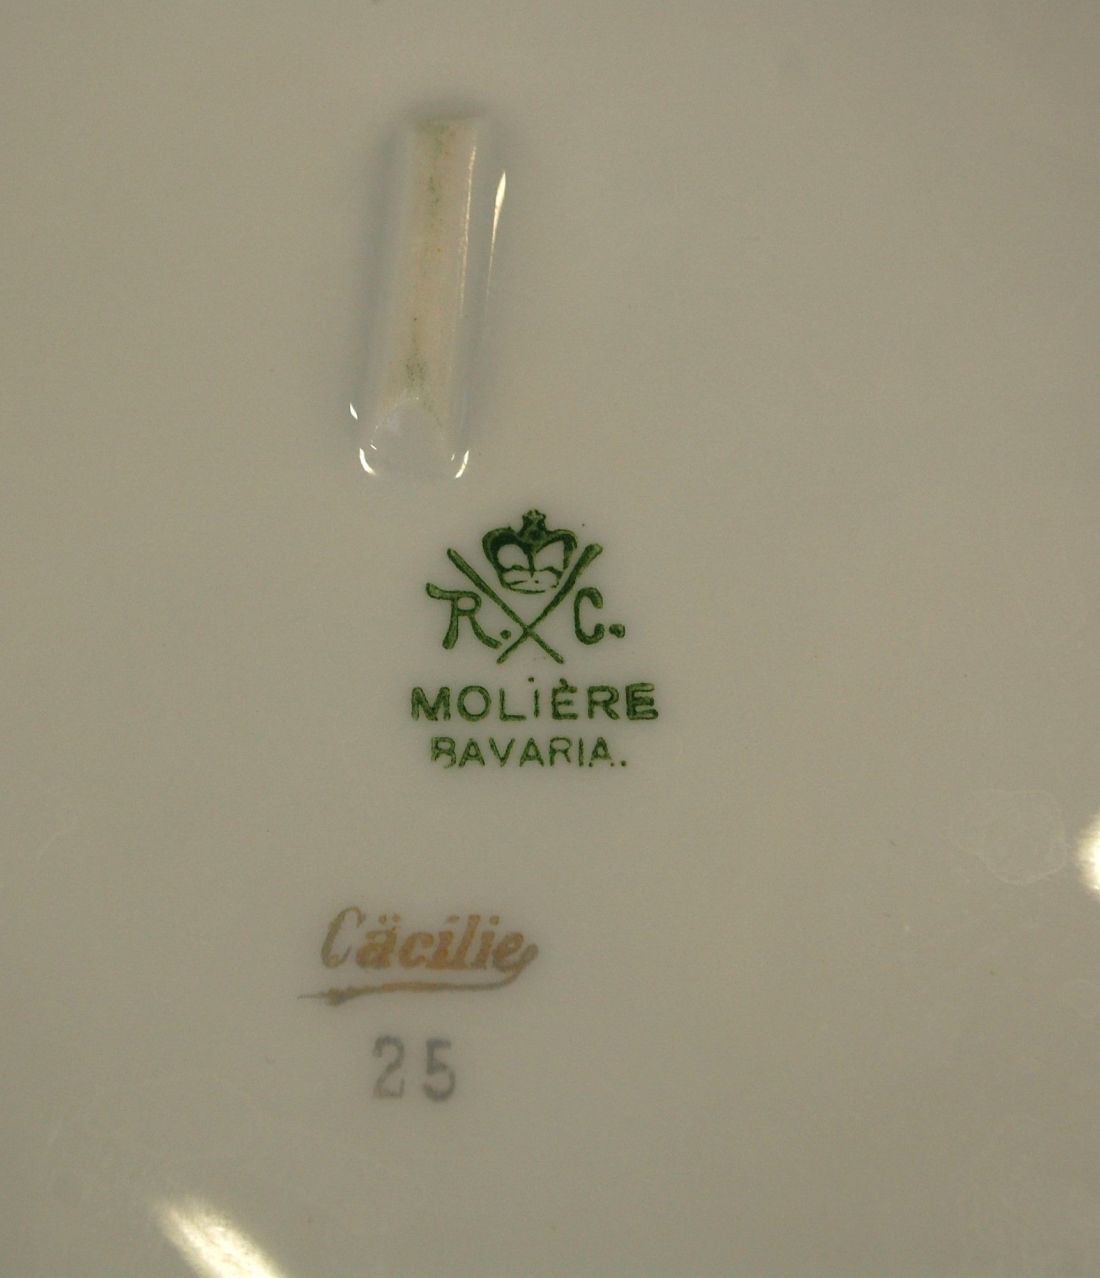 R. C.
MOLIÈRE
BAVARIA.
Cäcilie
25